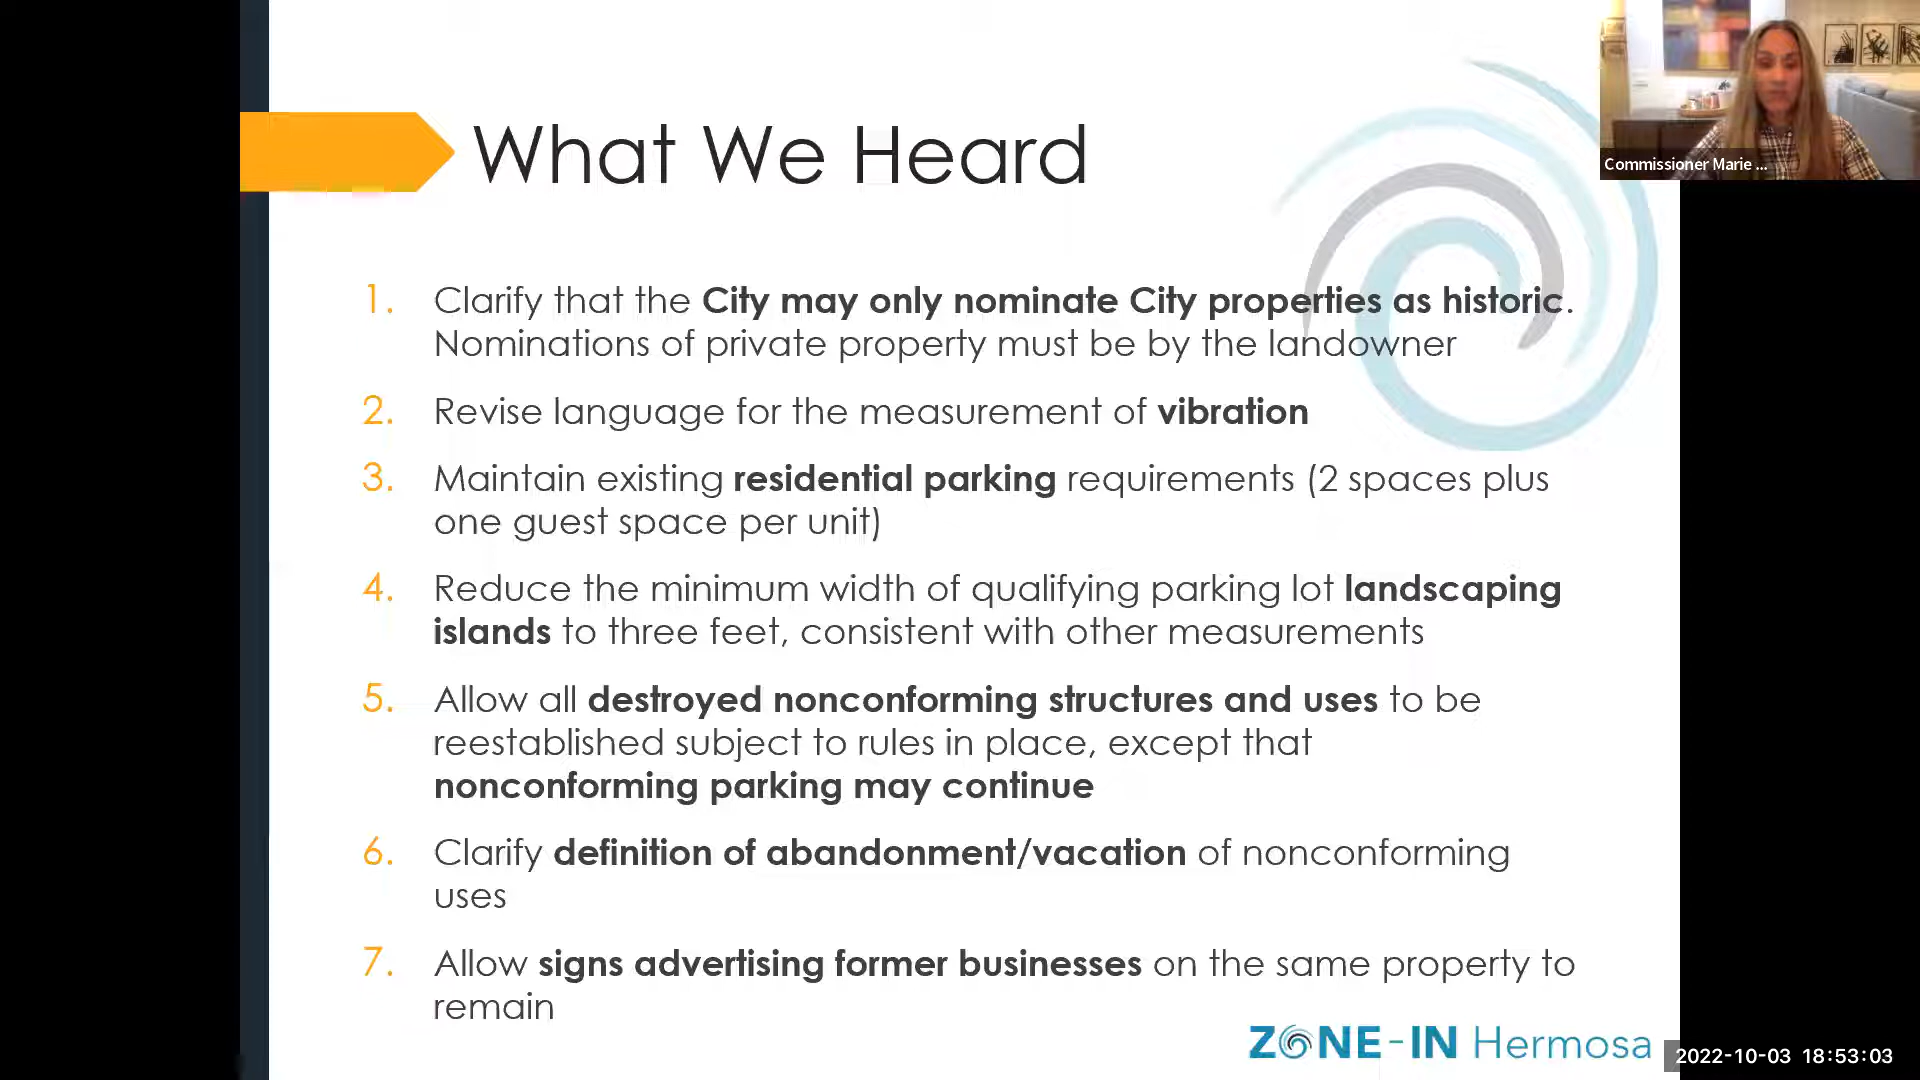 What We Heard
Commissioner Marie ...
1. Clarify that the City may only nominate City properties as historic.
Nominations of private property must be by the landowner
2. Revise language for the measurement of vibration
3. Maintain existing residential parking requirements (2 spaces plus
one guest space per unit)
4. Reduce the minimum width of qualifying parking lot landscaping
islands to three feet, consistent with other measurements
5. Allow all destroyed nonconforming structures and uses to be
reestablished subject to rules in place, except that
nonconforming parking may continue
6. Clarify definition of abandonment/vacation of nonconforming
uses
7. Allow signs advertising former businesses on the same property to
remain
ZONE-IN Hermosa
2022-10-03 18:53:03